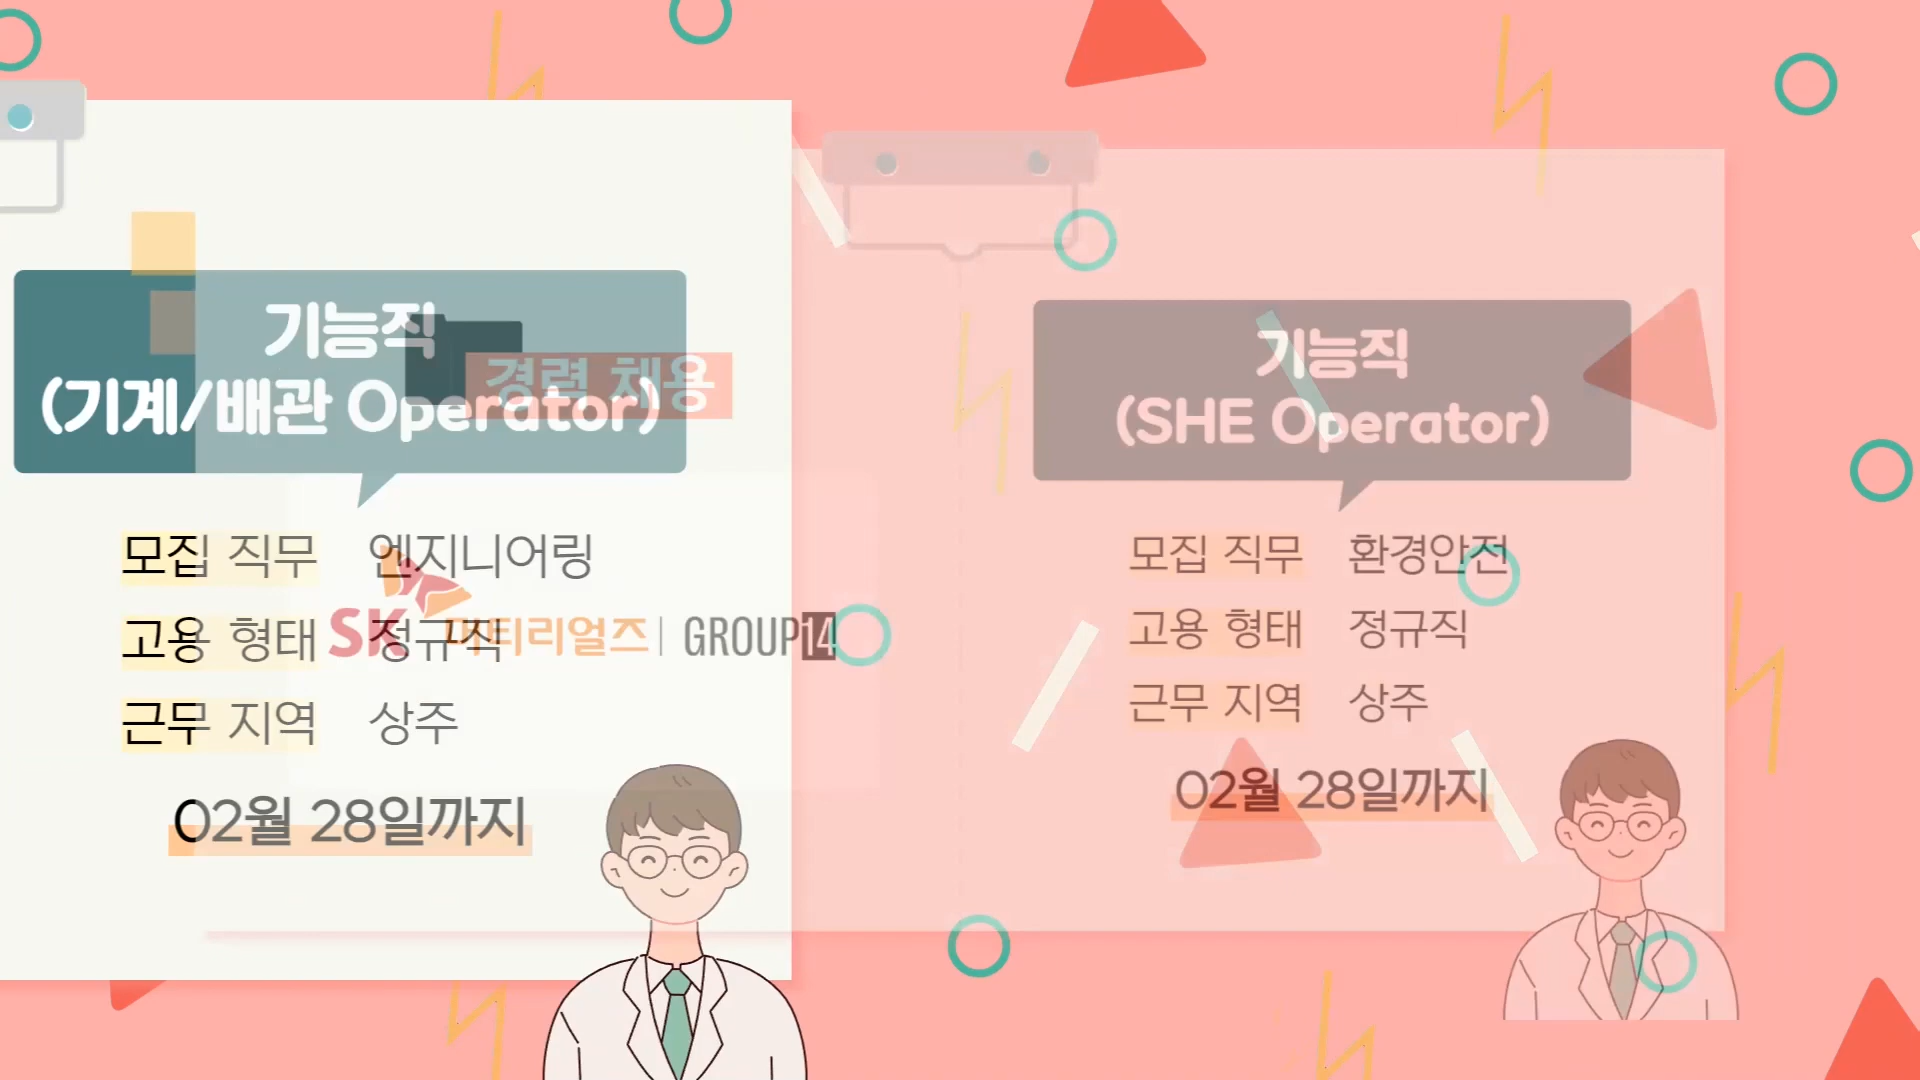 기능직
(기계/배관 Operator)
경력 채용
모집 직무 엔지니어링
고용 형태 정규직
근무 지역 상주
02월 28일까지
SK 머티리얼즈 | GROUP14
기능직
(SHE Operator)
모집 직무 환경안전
고용 형태 정규직
근무 지역 상주
02월 28일까지